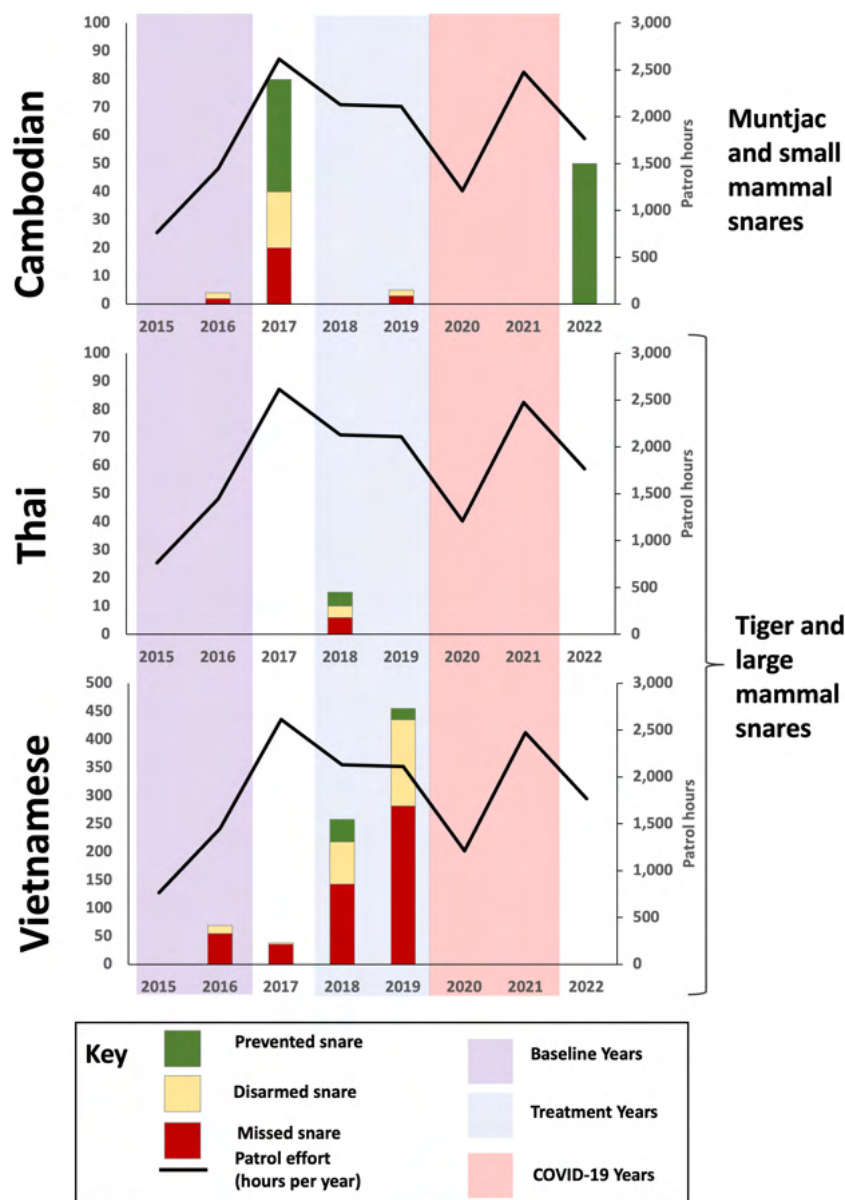 Cambodian
100
90
80
70
60
50
40
30
20
10
0
3,000
2,500
2,000
1,500
1,000
500
0
Patrol hours
2015 2016 2017 2018 2019 2020 2021 2022
Muntjac
and small
mammal
snares
Thai
100
90
80
70
60
50
40
30
20
10
0
3,000
2,500
2,000
1,500
1,000
500
0
Patrol hours
2015 2016 2017 2018 2019 2020 2021 2022
Vietnamese
500
450
400
350
300
250
200
150
100
50
0
3,000
2,500
2,000
1,500
1,000
500
0
Patrol hours
2015 2016 2017 2018 2019 2020 2021 2022
Tiger and
large
mammal
snares
Key
Prevented snare
Disarmed snare
Missed snare
Patrol effort
(hours per year)
Baseline Years
Treatment Years
COVID-19 Years